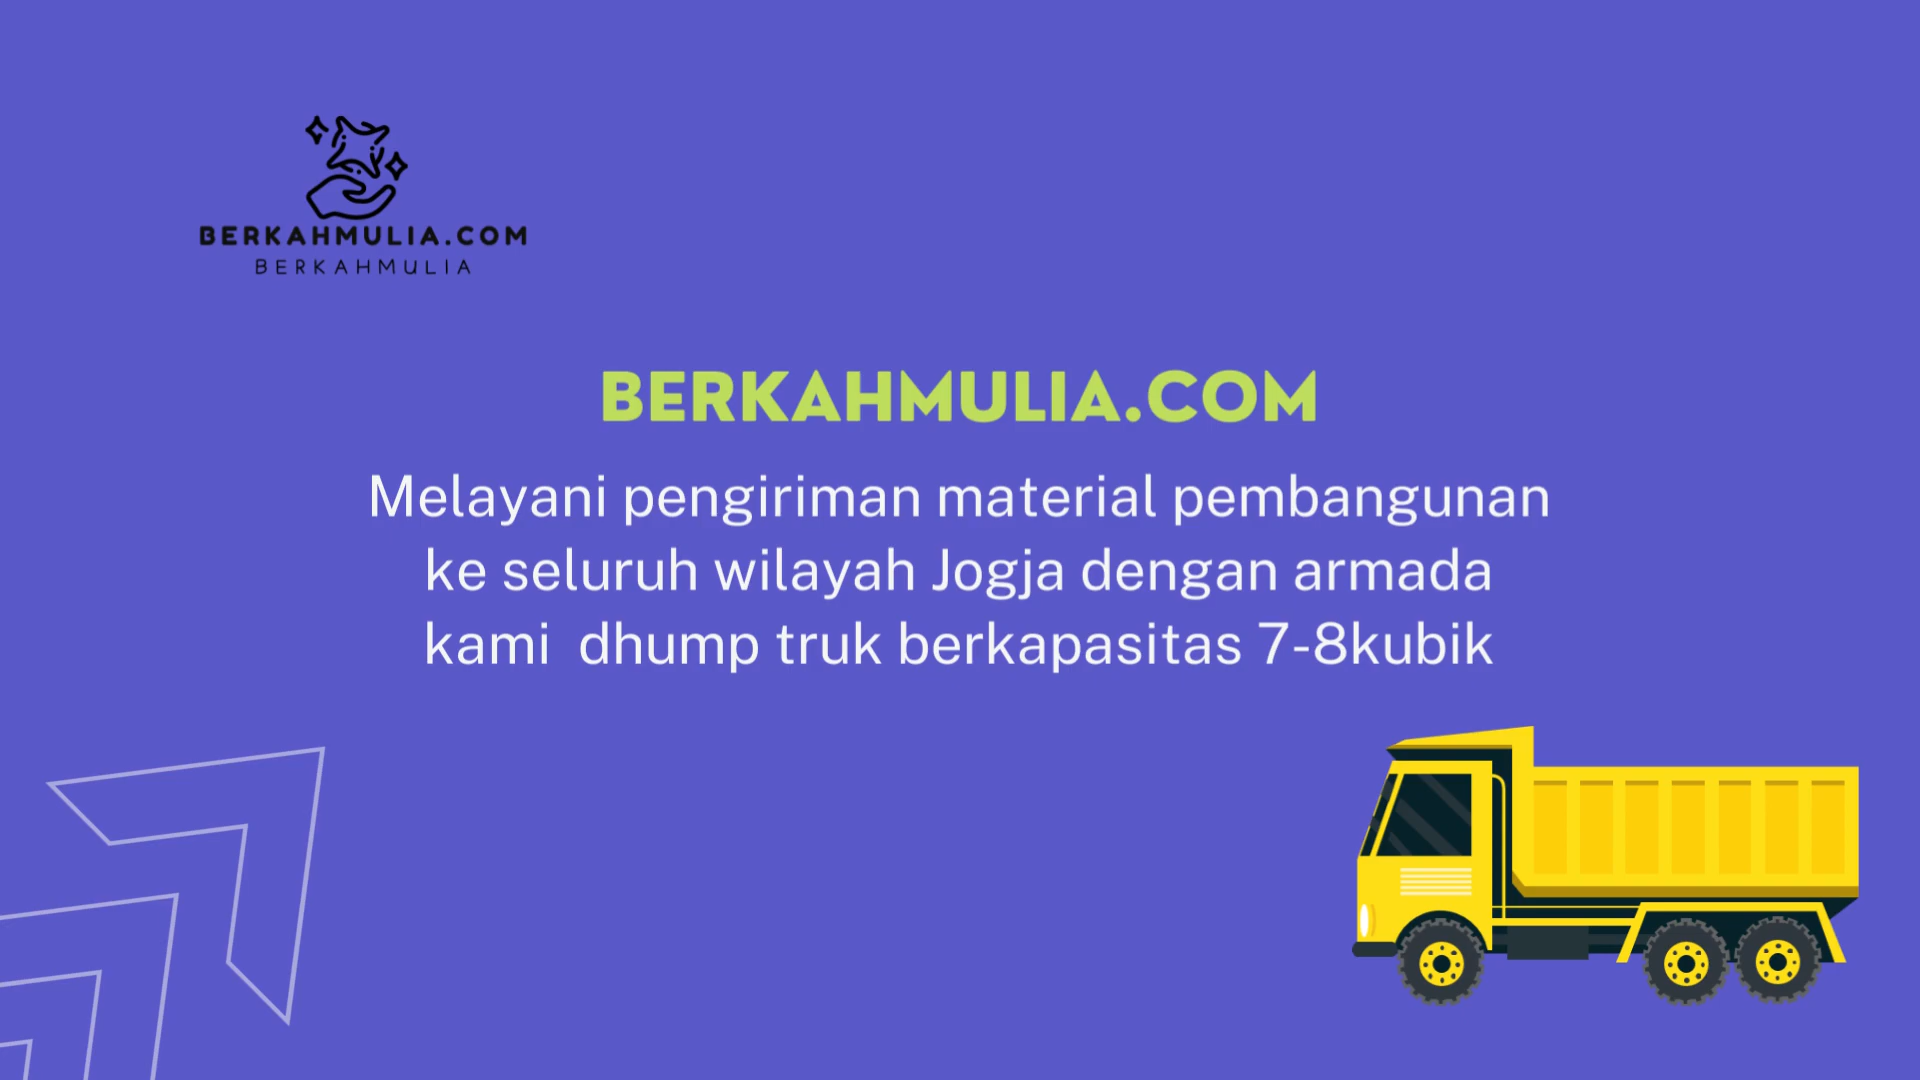 BERKAHMULIA.COM
BERKAHMULIA
BERKAHMULIA.COM
Melayani pengiriman material pembangunan
ke seluruh wilayah Jogja dengan armada
kami  dhump truk berkapasitas 7-8kubik